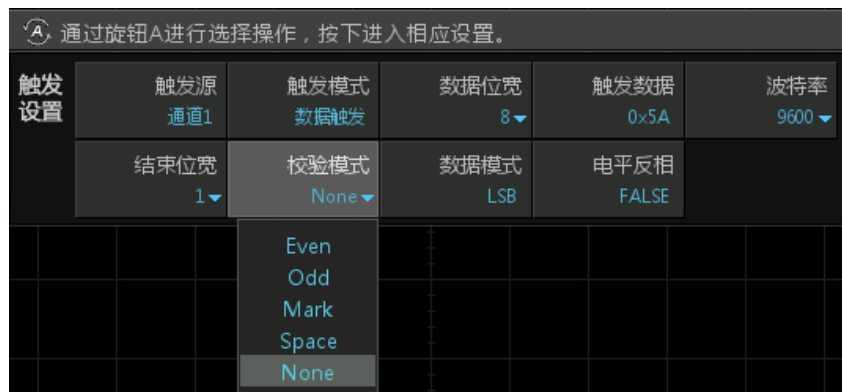 A 通过旋钮A进行选择操作，按下进入相应设置。
触发设置
触发源 触发模式 数据位宽 触发数据 波特率
通道1 数据触发 8 0x5A 9600
结束位宽 校验模式 数据模式 电平反相
1 None LSB FALSE
Even
Odd
Mark
Space
None